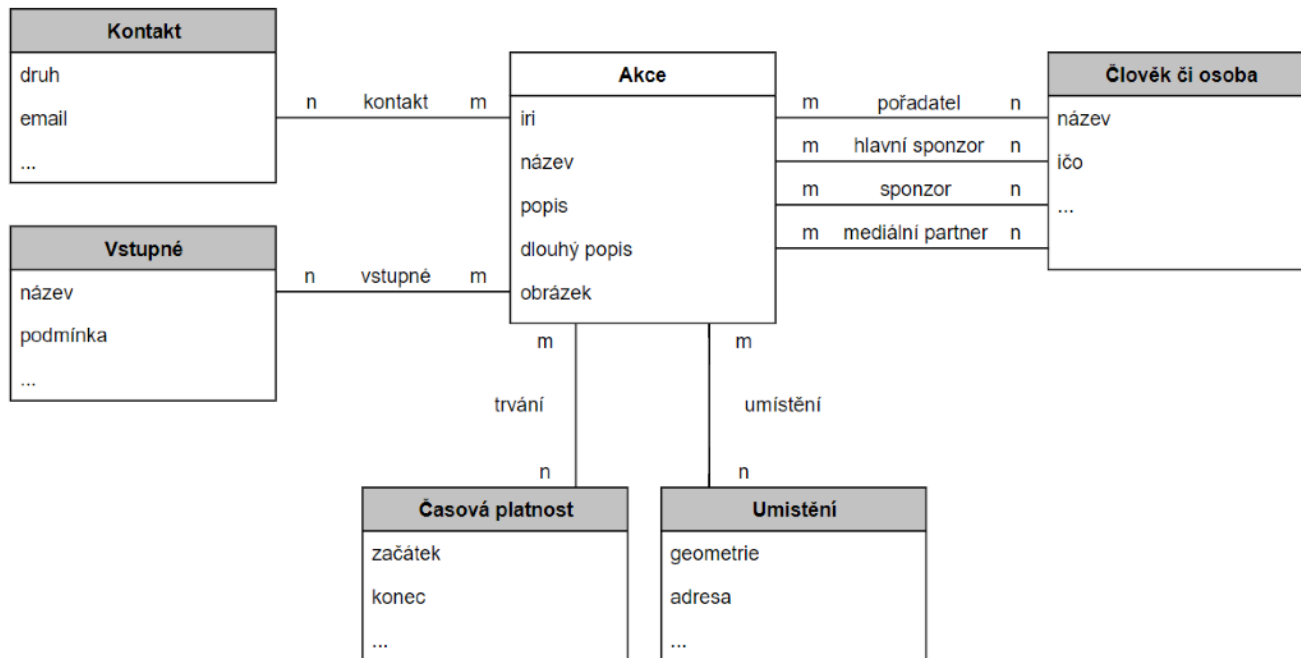 Kontakt
druh
email
...
n kontakt m
Vstupné
název
podmínka
...
n vstupné m
Akce
iri
název
popis
dlouhý popis
obrázek
m pořadatel n
m hlavní sponzor n
m sponzor n
m mediální partner n
Člověk či osoba
název
ičo
...
m
trvání
n
m
umístění
n
Časová platnost
začátek
konec
...
Umistění
geometrie
adresa
...